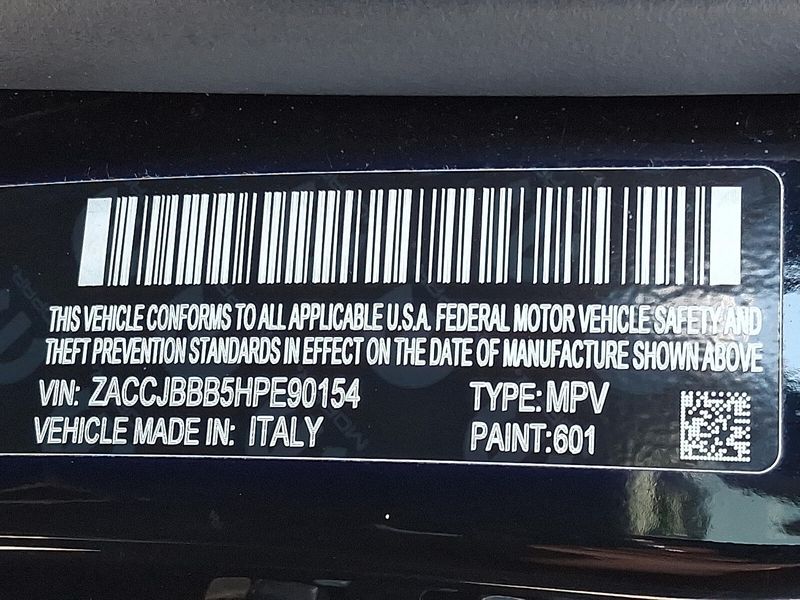 THIS VEHICLE CONFORMS TO ALL APPLICABLE U.S.A. FEDERAL MOTOR VEHICLE SAFETY AND
THEFT PREVENTION STANDARDS IN EFFECT ON THE DATE OF MANUFACTURE SHOWN ABOVE
VIN: ZACCJBBB5HPE90154 TYPE: MPV
VEHICLE MADE IN: ITALY PAINT:601